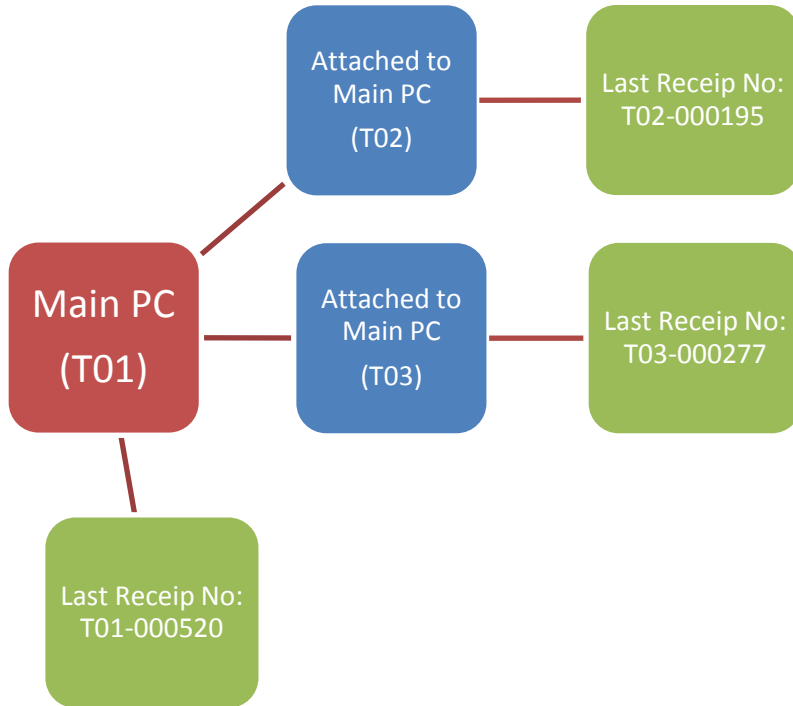 Attached to
Main PC
(T02)
Last Receip No:
T02-000195
Main PC
(T01)
Attached to
Main PC
(T03)
Last Receip No:
T03-000277
Last Receip No:
T01-000520